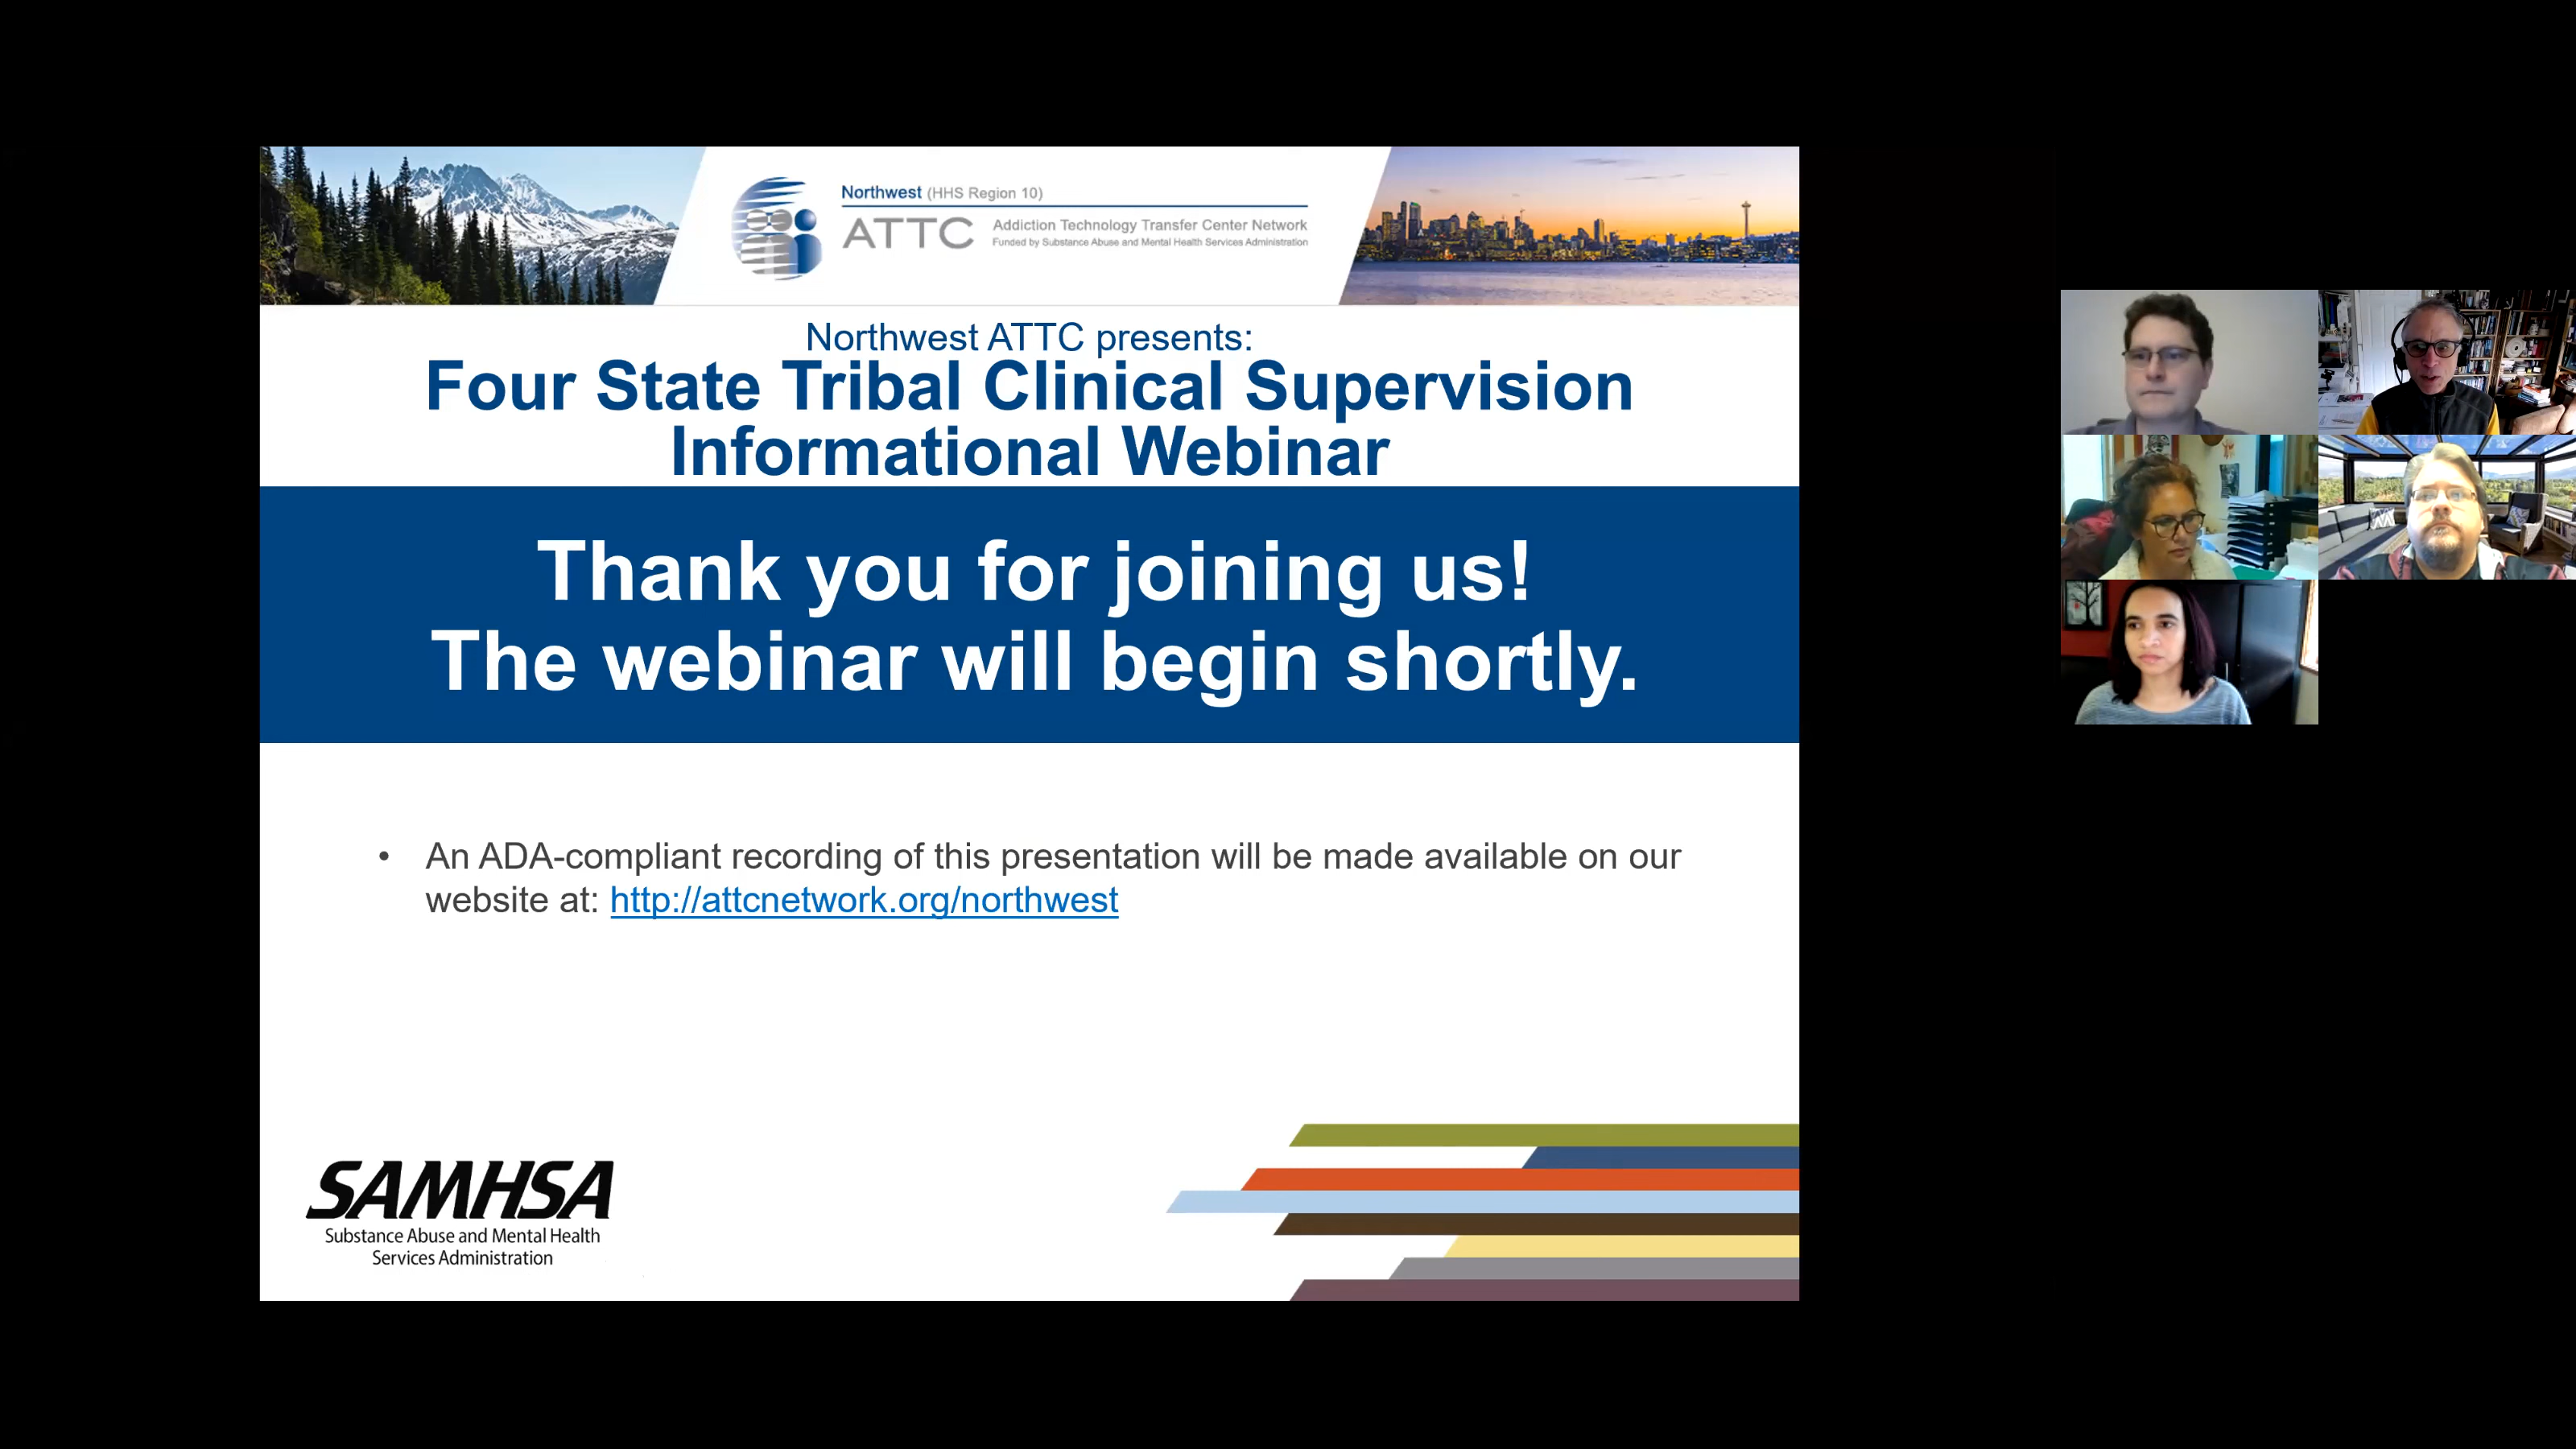 Northwest (HHS Region 10)
ATTC
Addiction Technology Transfer Center Network
Funded by Substance Abuse and Mental Health Services Administration
Northwest ATTC presents:
Four State Tribal Clinical Supervision
Informational Webinar
Thank you for joining us!
The webinar will begin shortly.
• An ADA-compliant recording of this presentation will be made available on our
website at: http://attcnetwork.org/northwest
SAMHSA
Substance Abuse and Mental Health
Services Administration